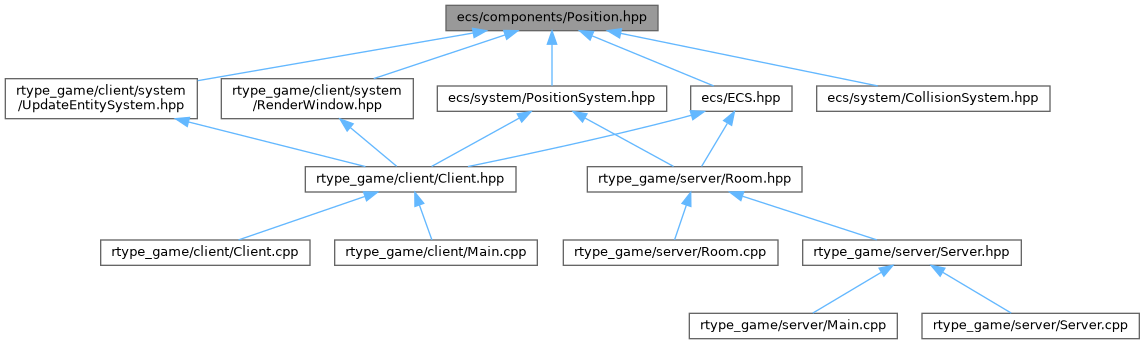 ecs/components/Position.hpp
rtype_game/client/system
/UpdateEntitySystem.hpp
rtype_game/client/system
/RenderWindow.hpp
ecs/system/PositionSystem.hpp
ecs/ECS.hpp
ecs/system/CollisionSystem.hpp
rtype_game/client/Client.hpp
rtype_game/server/Room.hpp
rtype_game/client/Client.cpp
rtype_game/client/Main.cpp
rtype_game/server/Room.cpp
rtype_game/server/Server.hpp
rtype_game/server/Main.cpp
rtype_game/server/Server.cpp